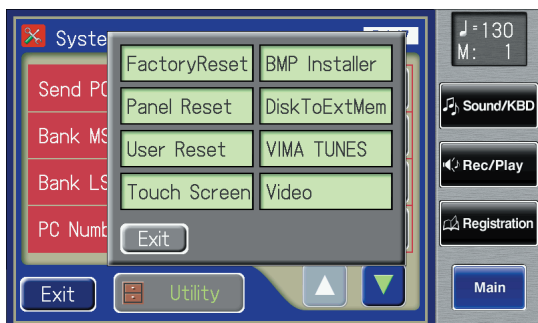 Syste
♩=130
M: 1
FactoryReset
BMP Installer
Send PC
Panel Reset
DiskToExtMem
Sound/KBD
Bank MS
User Reset
VIMA TUNES
Rec/Play
Bank LS
Touch Screen
Video
PC Numb
Exit
Registration
Exit
Utility
Main